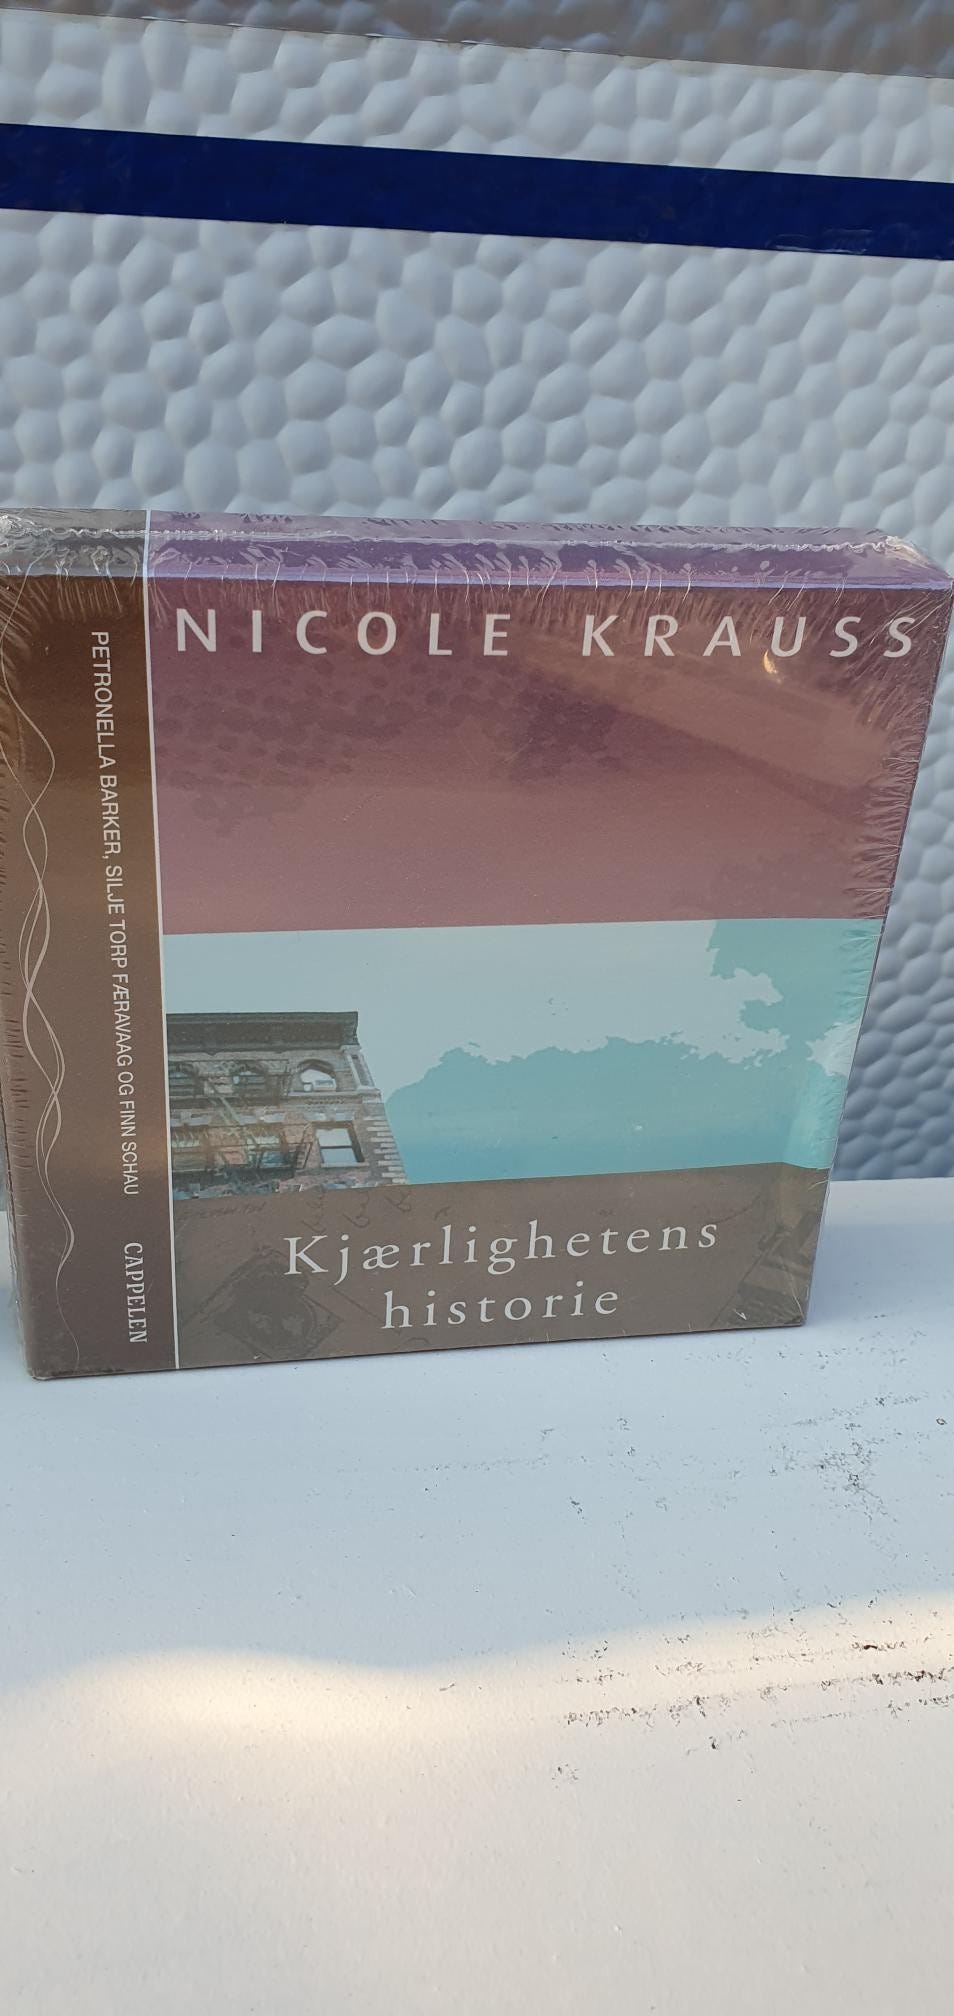 NICOLE KRAUSS
PETRONELLA BARKER, SILJE TORP FÆRAVAAG OG FINN SCHAU
CAPPELEN
Kjærlighetens
historie